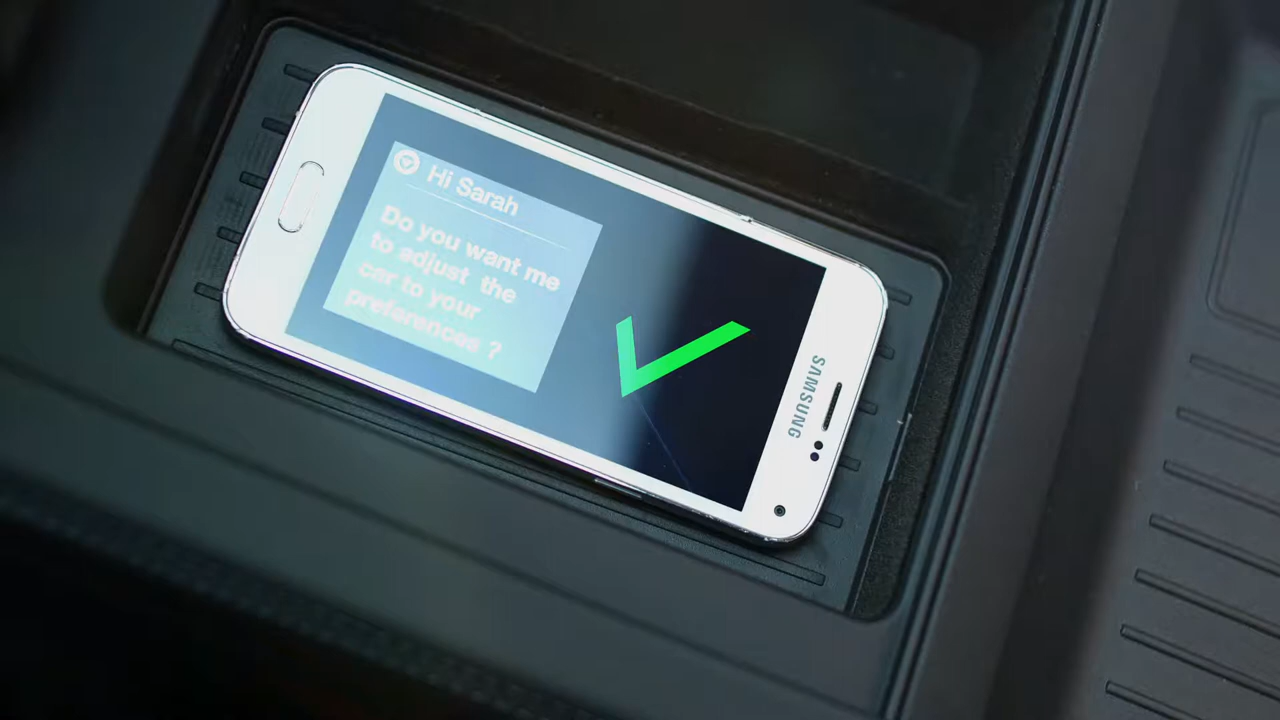 Hi Sarah
Do you want me
to adjust the
car to your
preferences ?
SAMSUNG